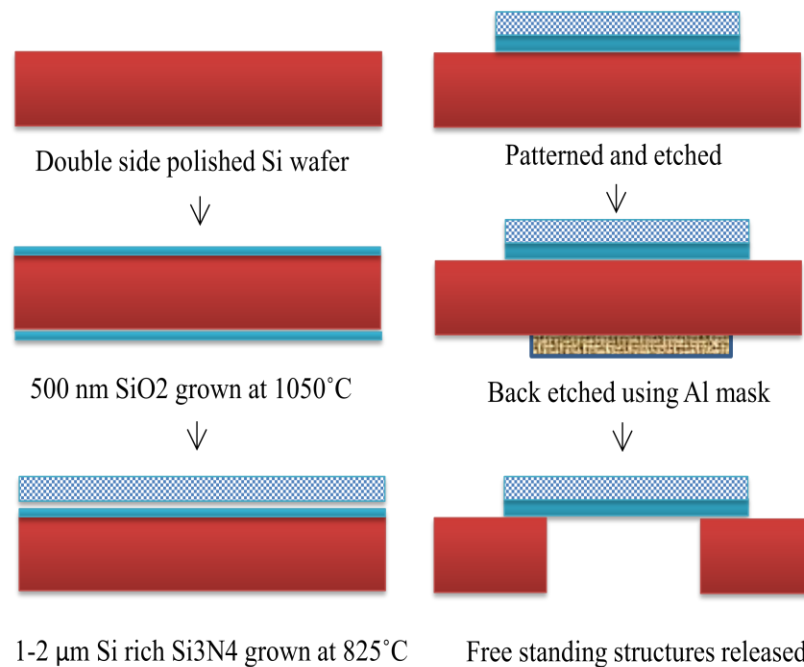 Double side polished Si wafer
500 nm SiO2 grown at 1050˚C
1-2 µm Si rich Si3N4 grown at 825˚C
Patterned and etched
Back etched using Al mask
Free standing structures released